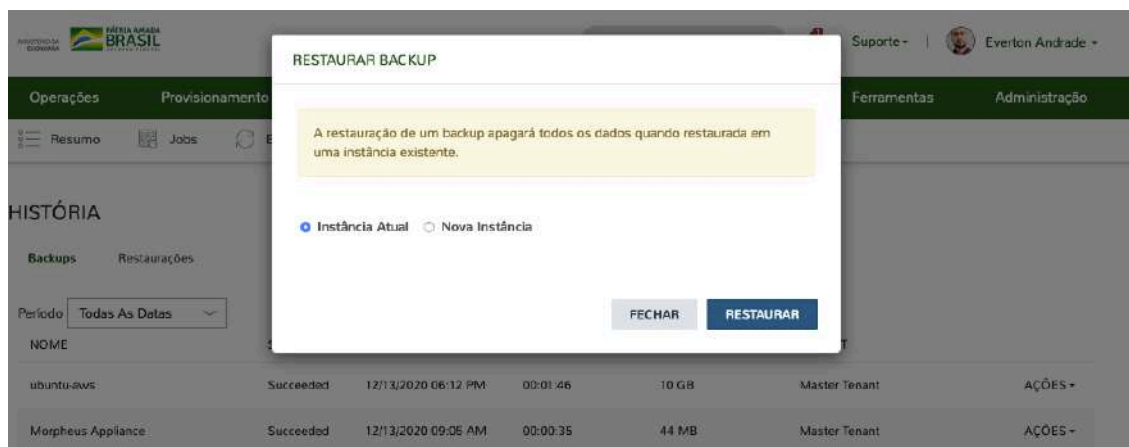 MINISTÉRIO DA
ECONOMIA
PÁTRIA AMADA
BRASIL
Suporte
Everton Andrade
Operações
Provisionamento
Ferramentas
Administração
Resumo
Jobs
HISTÓRIA
Backups
Restaurações
Período
Todas As Datas
NOME
RESTAURAR BACKUP
A restauração de um backup apagará todos os dados quando restaurada em
uma instância existente.
Instância Atual
Nova Instância
FECHAR
RESTAURAR
ubuntu-aws
Succeeded
12/13/2020 06:12 PM
00:01:46
10 GB
Master Tenant
AÇÕES
Morpheus Appliance
Succeeded
12/13/2020 09:05 AM
00:00:35
44 MB
Master Tenant
AÇÕES